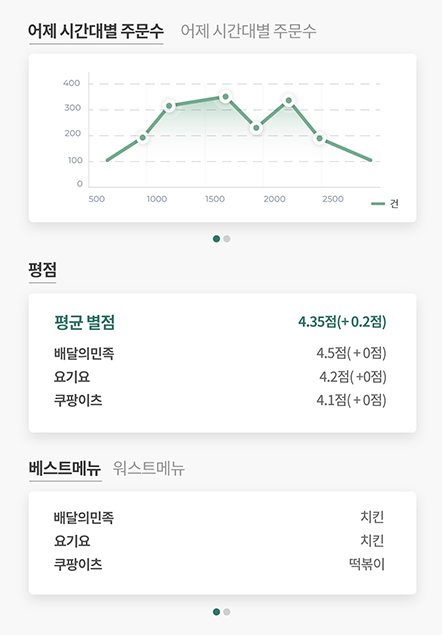 어제 시간대별 주문수 어제 시간대별 주문수
400
300
200
100
0
500 1000 1500 2000 2500
건
평점
평균 별점 4.35점(+ 0.2점)
배달의민족 4.5점( + 0점)
요기요 4.2점( +0점)
쿠팡이츠 4.1점( + 0점)
베스트메뉴 워스트메뉴
배달의민족 치킨
요기요 치킨
쿠팡이츠 떡볶이